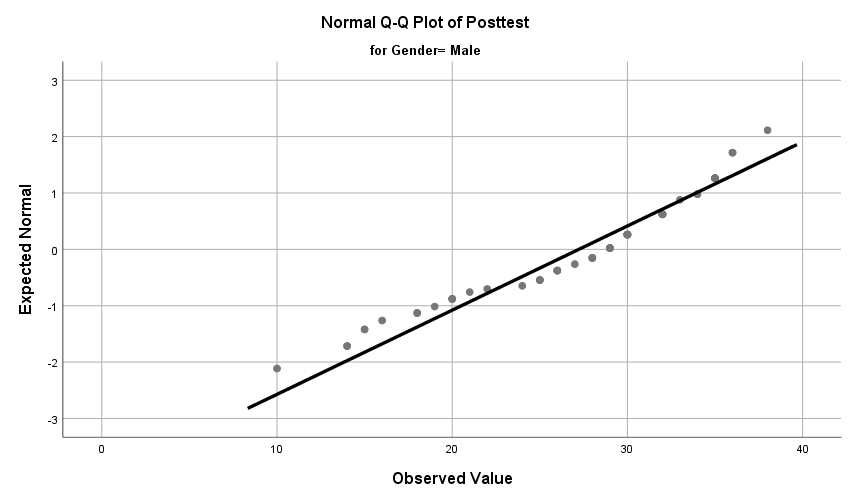 Normal Q-Q Plot of Posttest
for Gender= Male
3
2
1
0
-1
-2
-3
Expected Normal
0 10 20 30 40
Observed Value